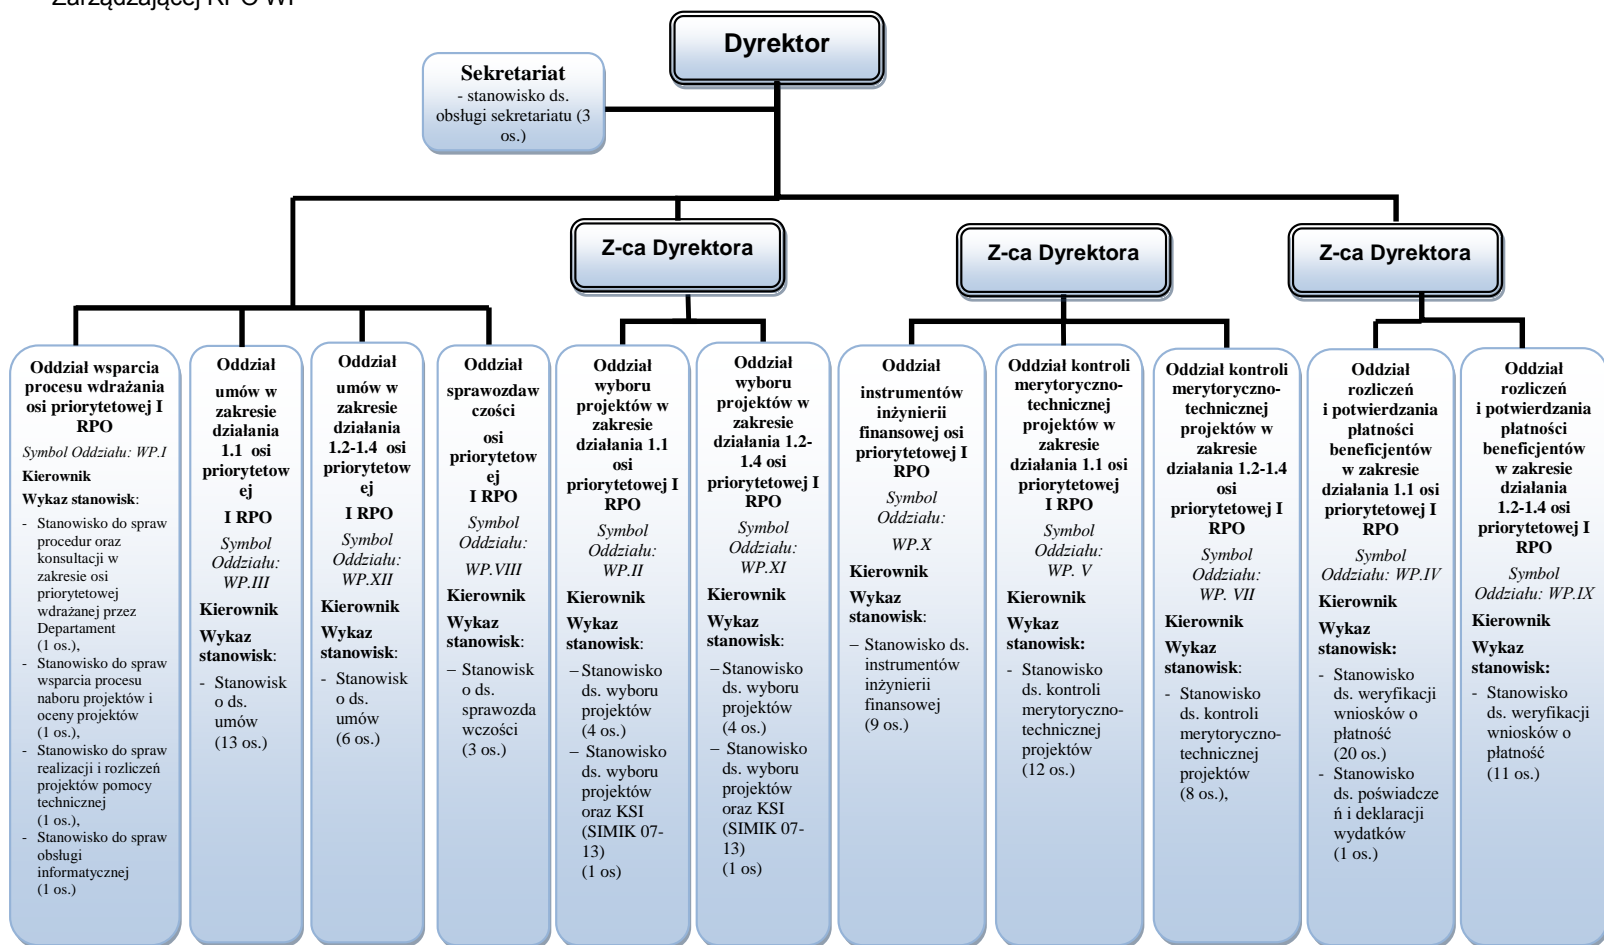 Zarządzającej RPO WP
Dyrektor
Sekretariat
- stanowisko ds.
obsługi sekretariatu (3
os.)
Z-ca Dyrektora
Z-ca Dyrektora
Z-ca Dyrektora
Oddział wsparcia
procesu wdrażania
osi priorytetowej I
RPO
Symbol Oddziału: WP.I
Kierownik
Wykaz stanowisk:
- Stanowisko do spraw
procedur oraz
konsultacji w
zakresie osi
priorytetowej
wdrażanej przez
Departament
(1 os.),
- Stanowisko do spraw
wsparcia procesu
naboru projektów i
oceny projektów
(1 os.),
- Stanowisko do spraw
realizacji i rozliczeń
projektów pomocy
technicznej
(1 os.),
- Stanowisko do spraw
obsługi
informatycznej
(1 os.)
Oddział
umów w
zakresie
działania
1.1 osi
priorytetow
ej
I RPO
Symbol
Oddziału:
WP.III
Kierownik
Wykaz
stanowisk:
- Stanowisk
o ds.
umów
(13 os.)
Oddział
umów w
zakresie
działania
1.2-1.4 osi
priorytetow
ej
I RPO
Symbol
Oddziału:
WP.XII
Kierownik
Wykaz
stanowisk:
- Stanowisk
o ds.
umów
(6 os.)
Oddział
sprawozdaw
czości
osi
priorytetow
ej
I RPO
Symbol
Oddziału:
WP.VIII
Kierownik
Wykaz
stanowisk:
– Stanowisk
o ds.
sprawozda
wczości
(3 os.)
Oddział
wyboru
projektów w
zakresie
działania 1.1
osi
priorytetowej I
RPO
Symbol
Oddziału:
WP.II
Kierownik
Wykaz
stanowisk:
– Stanowisko
ds. wyboru
projektów
(4 os.)
– Stanowisko
ds. wyboru
projektów
oraz KSI
(SIMIK 07-
13)
(1 os)
Oddział
wyboru
projektów w
zakresie
działania 1.2-
1.4 osi
priorytetowej I
RPO
Symbol
Oddziału:
WP.XI
Kierownik
Wykaz
stanowisk:
– Stanowisko
ds. wyboru
projektów
(4 os.)
– Stanowisko
ds. wyboru
projektów
oraz KSI
(SIMIK 07-
13)
(1 os)
Oddział
instrumentów
inżynierii
finansowej osi
priorytetowej I
RPO
Symbol
Oddziału:
WP.X
Kierownik
Wykaz
stanowisk:
– Stanowisko ds.
instrumentów
inżynierii
finansowej
(9 os.)
Oddział kontroli
merytoryczno-
technicznej
projektów w
zakresie
działania 1.1 osi
priorytetowej
I RPO
Symbol
Oddziału:
WP. V
Kierownik
Wykaz
stanowisk:
- Stanowisko
ds. kontroli
merytoryczno-
technicznej
projektów
(12 os.)
Oddział kontroli
merytoryczno-
technicznej
projektów w
zakresie
działania 1.2-1.4
osi
priorytetowej I
RPO
Symbol
Oddziału:
WP. VII
Kierownik
Wykaz
stanowisk:
- Stanowisko
ds. kontroli
merytoryczno-
technicznej
projektów
(8 os.),
Oddział
rozliczeń
i potwierdzania
płatności
beneficjentów
w zakresie
działania 1.1 osi
priorytetowej I
RPO
Symbol
Oddziału: WP.IV
Kierownik
Wykaz
stanowisk:
- Stanowisko
ds. weryfikacji
wniosków o
płatność
(20 os.)
- Stanowisko
ds. poświadcze
ń i deklaracji
wydatków
(1 os.)
Oddział
rozliczeń
i potwierdzania
płatności
beneficjentów
w zakresie
działania
1.2-1.4 osi
priorytetowej I
RPO
Symbol
Oddziału: WP.IX
Kierownik
Wykaz
stanowisk:
- Stanowisko
ds. weryfikacji
wniosków o
płatność
(11 os.)